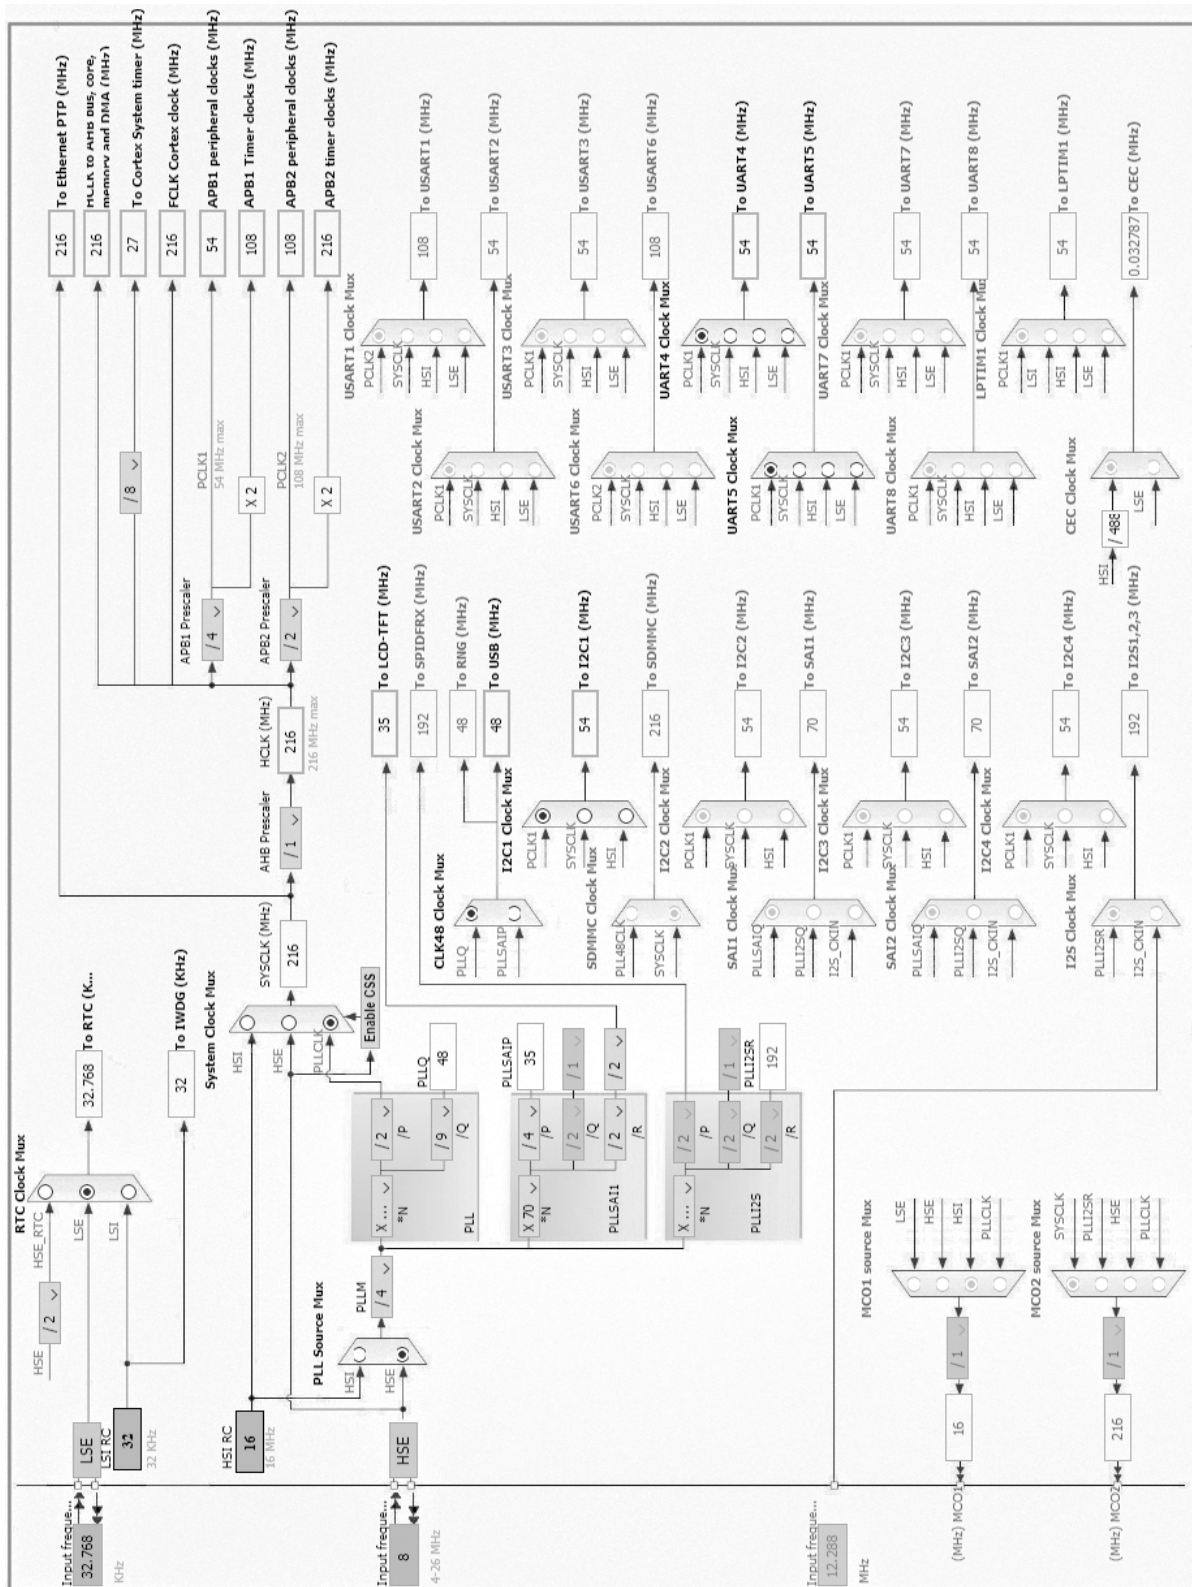 Input freque...
32.768
KHz
LSE
LSI RC
32
32 KHz
HSE
/ 2
HSE_RTC
LSE
LSI
RTC Clock Mux
32.768
To RTC (K...
32
To IWDG (KHz)
HSI RC
16
16 MHz
Input freque...
8
4-26 MHz
HSE
HSI
HSE
PLL Source Mux
PLLM
/ 4
X ...
*N
/ 2
/P
/ 9
/Q
PLL
PLLQ
48
X 70
*N
/ 4
/P
/ 2
/Q
/ 2
/R
PLLSAI1
PLLSAIP
35
/ 1
/ 2
X ...
*N
/ 2
/P
/ 2
/Q
/ 2
/R
PLLI2S
/ 1
PLLI2SR
192
System Clock Mux
HSI
HSE
PLLCLK
Enable CSS
SYSCLK (MHz)
216
AHB Prescaler
/ 1
HCLK (MHz)
216
216 MHz max
APB1 Prescaler
/ 4
APB2 Prescaler
/ 2
/ 8
PCLK1
54 MHz max
X 2
PCLK2
108 MHz max
X 2
216
To Ethernet PTP (MHz)
216
HCLK to AHB bus, core,
memory and DMA (MHz)
27
To Cortex System timer (MHz)
216
FCLK Cortex clock (MHz)
54
APB1 peripheral clocks (MHz)
108
APB1 Timer clocks (MHz)
108
APB2 peripheral clocks (MHz)
216
APB2 timer clocks (MHz)
35
To LCD-TFT (MHz)
192
To SPIDFRX (MHz)
48
To RNG (MHz)
48
To USB (MHz)
CLK48 Clock Mux
PLLQ
PLLSAIP
I2C1 Clock Mux
PCLK1
SYSCLK
HSI
54
To I2C1 (MHz)
SDMMC Clock Mux
PLL48CLK
SYSCLK
216
To SDMMC (MHz)
I2C2 Clock Mux
PCLK1
SYSCLK
HSI
54
To I2C2 (MHz)
SAI1 Clock Mux
PLLSAIQ
PLLI2SQ
I2S_CKIN
70
To SAI1 (MHz)
I2C3 Clock Mux
PCLK1
SYSCLK
HSI
54
To I2C3 (MHz)
SAI2 Clock Mux
PLLSAIQ
PLLI2SQ
I2S_CKIN
70
To SAI2 (MHz)
I2C4 Clock Mux
PCLK1
SYSCLK
HSI
54
To I2C4 (MHz)
I2S Clock Mux
PLLI2SR
I2S_CKIN
192
To I2S1,2,3 (MHz)
USART1 Clock Mux
PCLK2
SYSCLK
HSI
LSE
108
To USART1 (MHz)
USART2 Clock Mux
PCLK1
SYSCLK
HSI
LSE
54
To USART2 (MHz)
USART3 Clock Mux
PCLK1
SYSCLK
HSI
LSE
54
To USART3 (MHz)
USART6 Clock Mux
PCLK2
SYSCLK
HSI
LSE
108
To USART6 (MHz)
UART4 Clock Mux
PCLK1
SYSCLK
HSI
LSE
54
To UART4 (MHz)
UART5 Clock Mux
PCLK1
SYSCLK
HSI
LSE
54
To UART5 (MHz)
UART7 Clock Mux
PCLK1
SYSCLK
HSI
LSE
54
To UART7 (MHz)
UART8 Clock Mux
PCLK1
SYSCLK
HSI
LSE
54
To UART8 (MHz)
LPTIM1 Clock Mux
PCLK1
LSI
HSI
LSE
54
To LPTIM1 (MHz)
CEC Clock Mux
HSI
/ 488
LSE
0.032787
To CEC (MHz)
Input freque...
12.288
MHz
MCO1 source Mux
LSE
HSE
HSI
PLLCLK
/ 1
16
(MHz) MCO1
MCO2 source Mux
SYSCLK
PLLI2SR
HSE
PLLCLK
/ 1
216
(MHz) MCO2